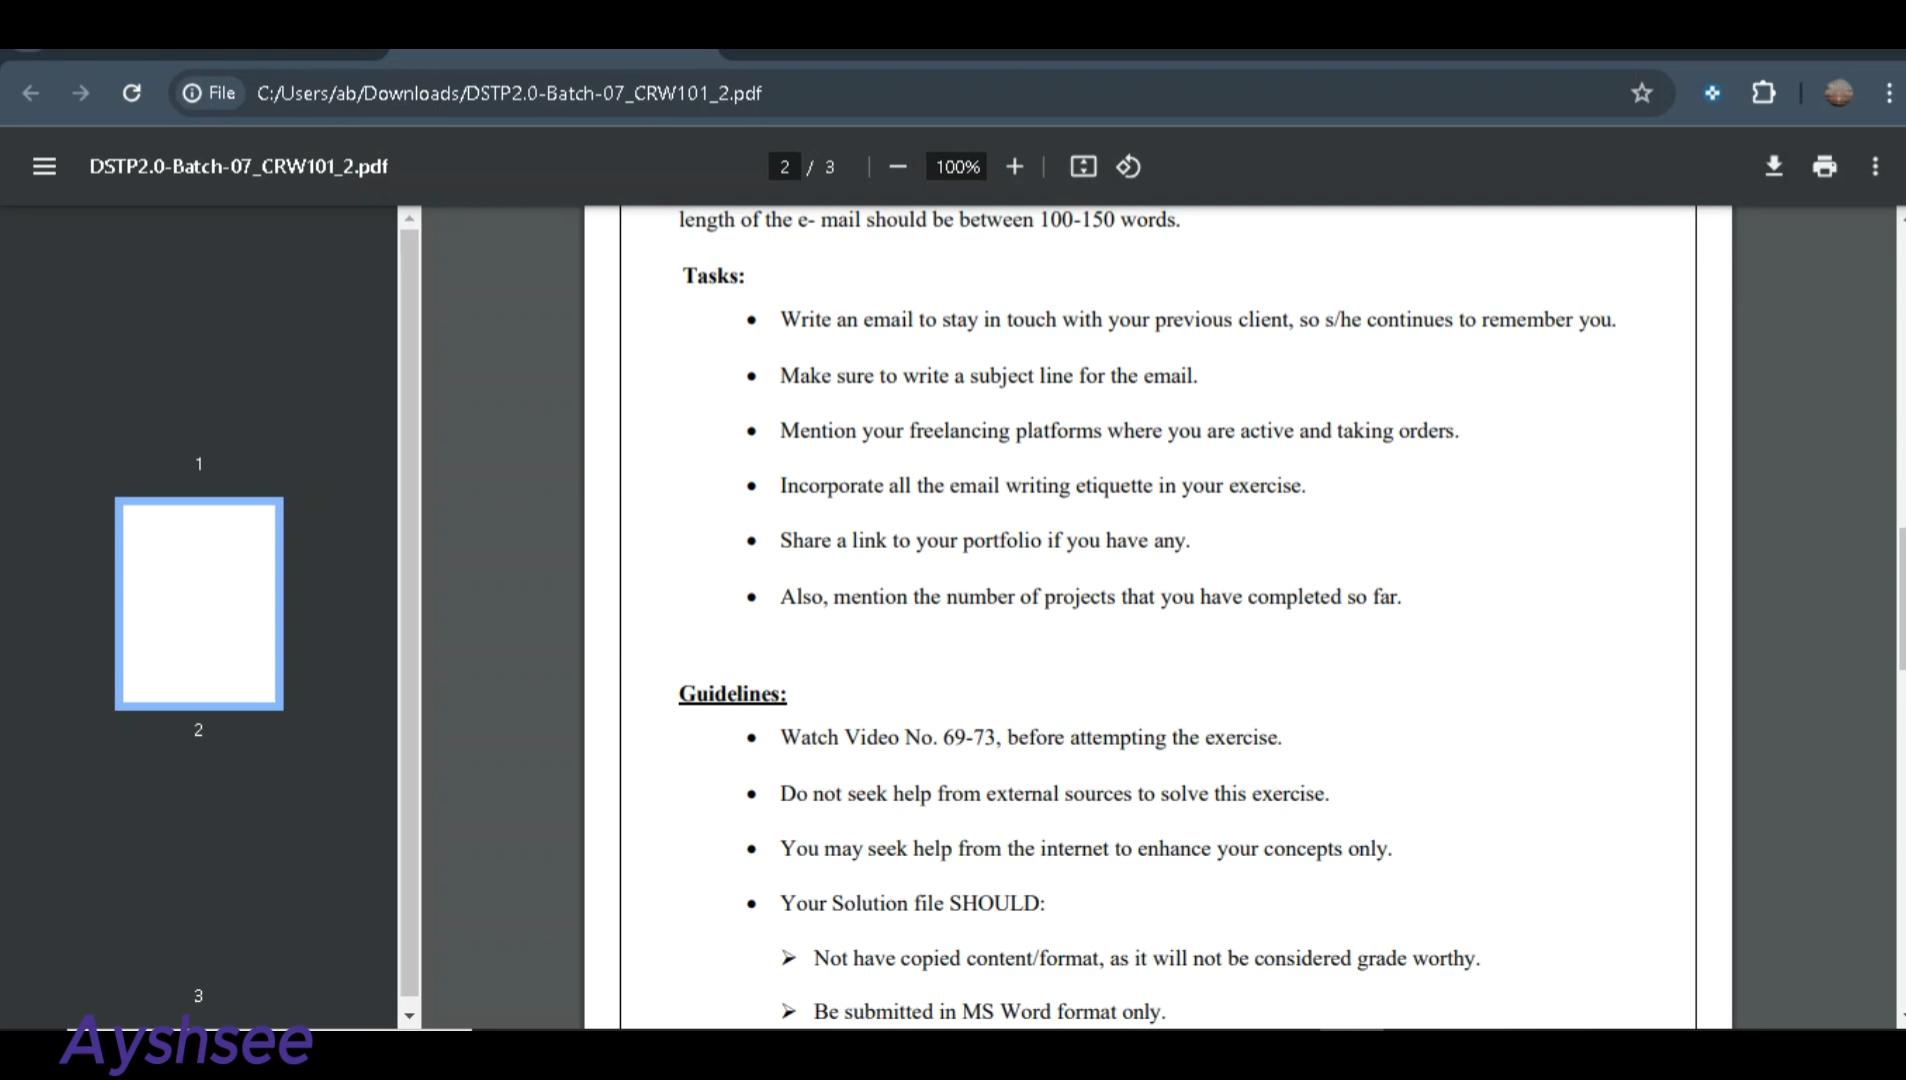 File C:/Users/ab/Downloads/DSTP2.0-Batch-07_CRW101_2.pdf
DSTP2.0-Batch-07_CRW101_2.pdf 2 / 3 100%
length of the e- mail should be between 100-150 words.
Tasks:
• Write an email to stay in touch with your previous client, so s/he continues to remember you.
• Make sure to write a subject line for the email.
• Mention your freelancing platforms where you are active and taking orders.
• Incorporate all the email writing etiquette in your exercise.
• Share a link to your portfolio if you have any.
• Also, mention the number of projects that you have completed so far.
Guidelines:
• Watch Video No. 69-73, before attempting the exercise.
• Do not seek help from external sources to solve this exercise.
• You may seek help from the internet to enhance your concepts only.
• Your Solution file SHOULD:
➢ Not have copied content/format, as it will not be considered grade worthy.
➢ Be submitted in MS Word format only.
1
2
3
Ayshsee